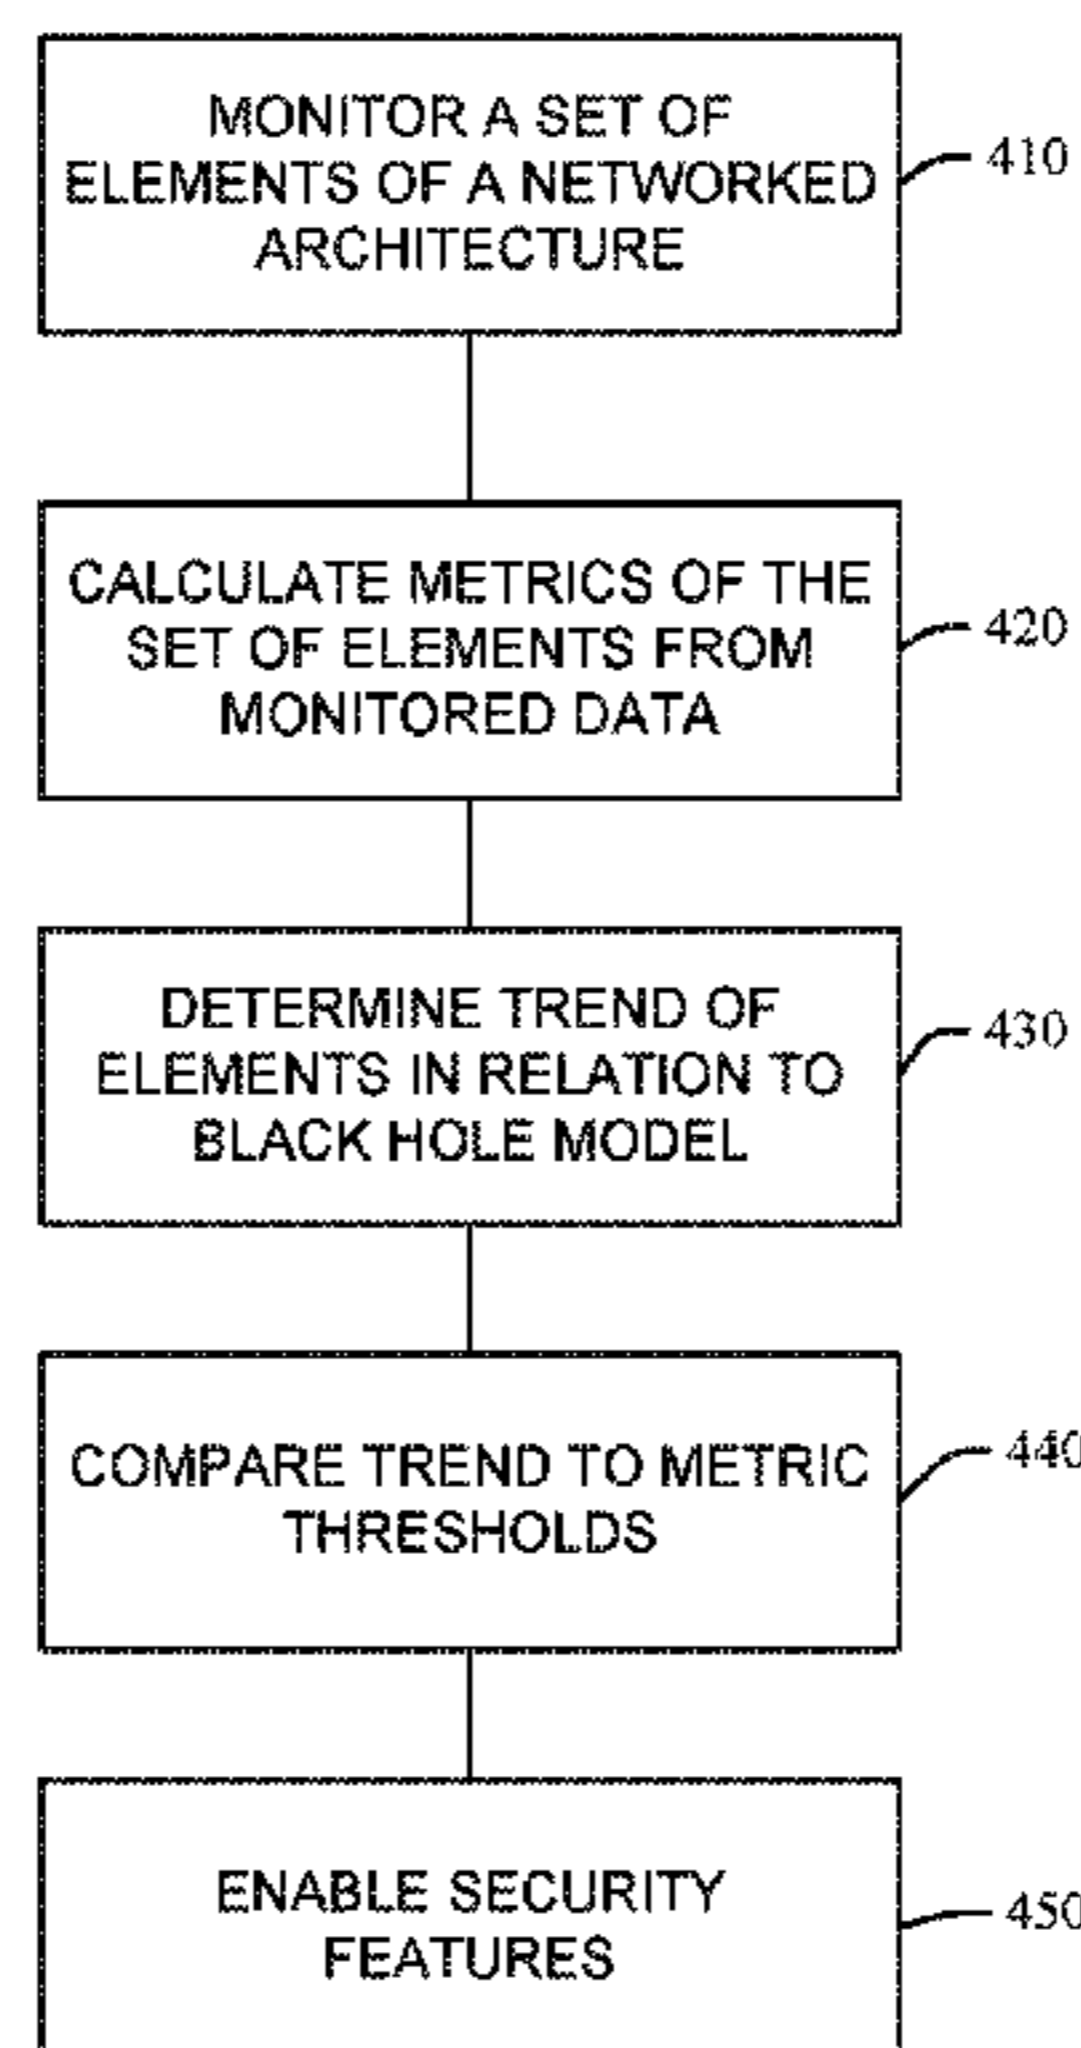 MONITOR A SET OF
ELEMENTS OF A NETWORKED
ARCHITECTURE
410
CALCULATE METRICS OF THE
SET OF ELEMENTS FROM
MONITORED DATA
420
DETERMINE TREND OF
ELEMENTS IN RELATION TO
BLACK HOLE MODEL
430
COMPARE TREND TO METRIC
THRESHOLDS
440
ENABLE SECURITY
FEATURES
450